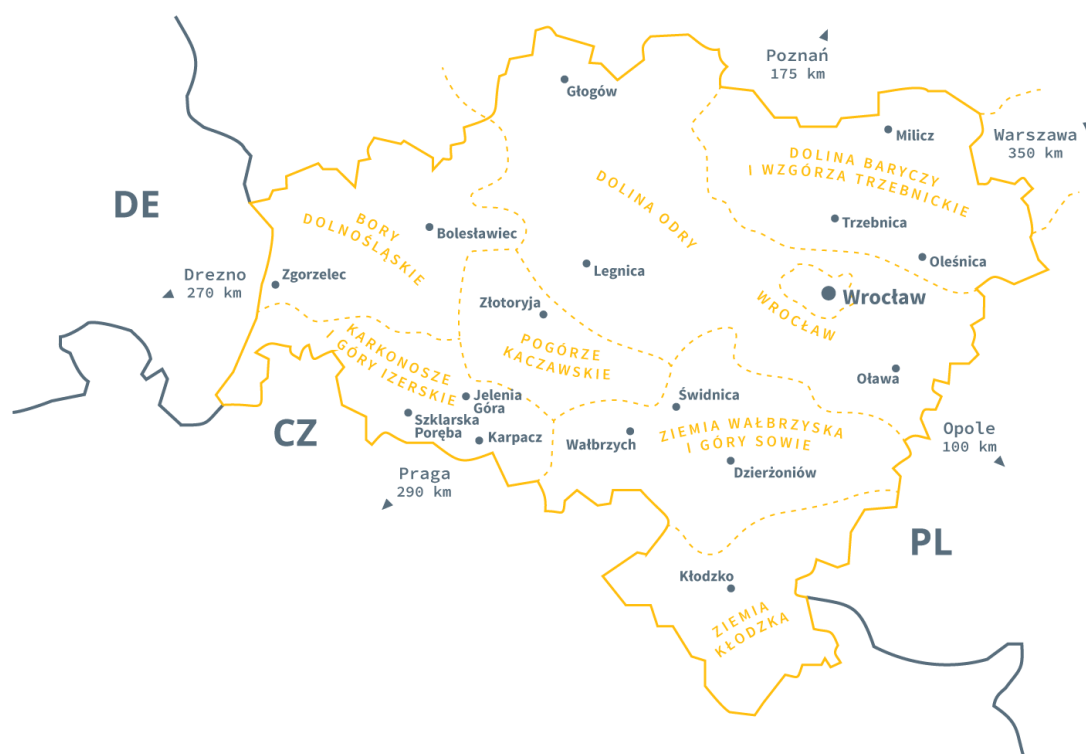 Poznań
175 km
Głogów
Milicz
Warszawa
350 km
DOLINA BARYCZY
I WZGÓRZA TRZEBNICKIE
DE
BORY
DOLNOŚLĄSKIE
DOLINA ODRY
Bolesławiec
Trzebnica
Oleśnica
Drezno
270 km
Zgorzelec
Legnica
Złotoryja
WROCŁAW
Wrocław
KARKONOSZE
I GÓRY IZERSKIE
POGÓRZE
KACZAWSKIE
Oława
Jelenia
Góra
Świdnica
Szklarska
Poręba
Karpacz
CZ
Wałbrzych
ZIEMIA WAŁBRZYSKA
I GÓRY SOWIE
Opole
100 km
Dzierżoniów
Praga
290 km
PL
Kłodzko
ZIEMIA
KŁODZKA